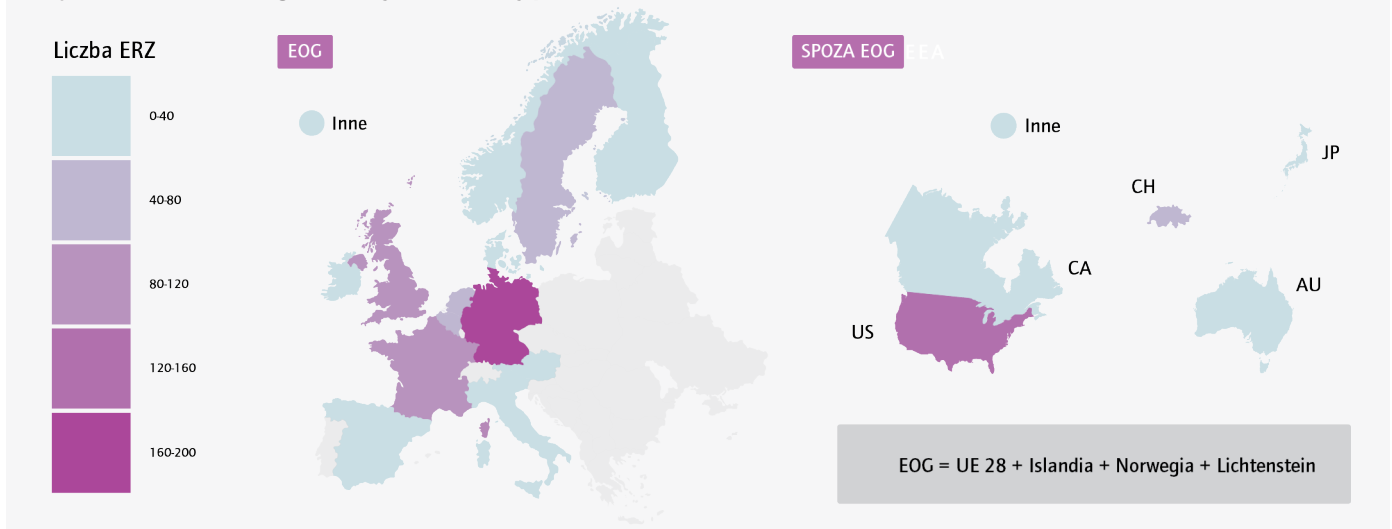 Liczba ERZ
0-40
40-80
80-120
120-160
160-200
EOG
Inne
SPOZA EOG EEA
Inne
JP
CH
CA
AU
US
EOG = UE 28 + Islandia + Norwegia + Lichtenstein